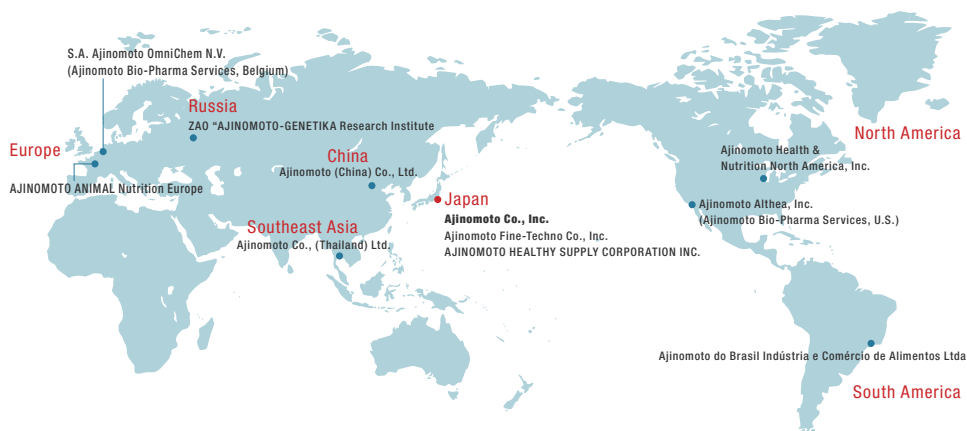 S.A. Ajinomoto OmniChem N.V.
(Ajinomoto Bio-Pharma Services, Belgium)
Russia
ZAO “AJINOMOTO-GENETIKA Research Institute
Europe
AJINOMOTO ANIMAL Nutrition Europe
China
Ajinomoto (China) Co., Ltd.
Southeast Asia
Ajinomoto Co., (Thailand) Ltd.
Japan
Ajinomoto Co., Inc.
Ajinomoto Fine-Techno Co., Inc.
AJINOMOTO HEALTHY SUPPLY CORPORATION INC.
North America
Ajinomoto Health &
Nutrition North America, Inc.
Ajinomoto Althea, Inc.
(Ajinomoto Bio-Pharma Services, U.S.)
Ajinomoto do Brasil Indústria e Comércio de Alimentos Ltda
South America